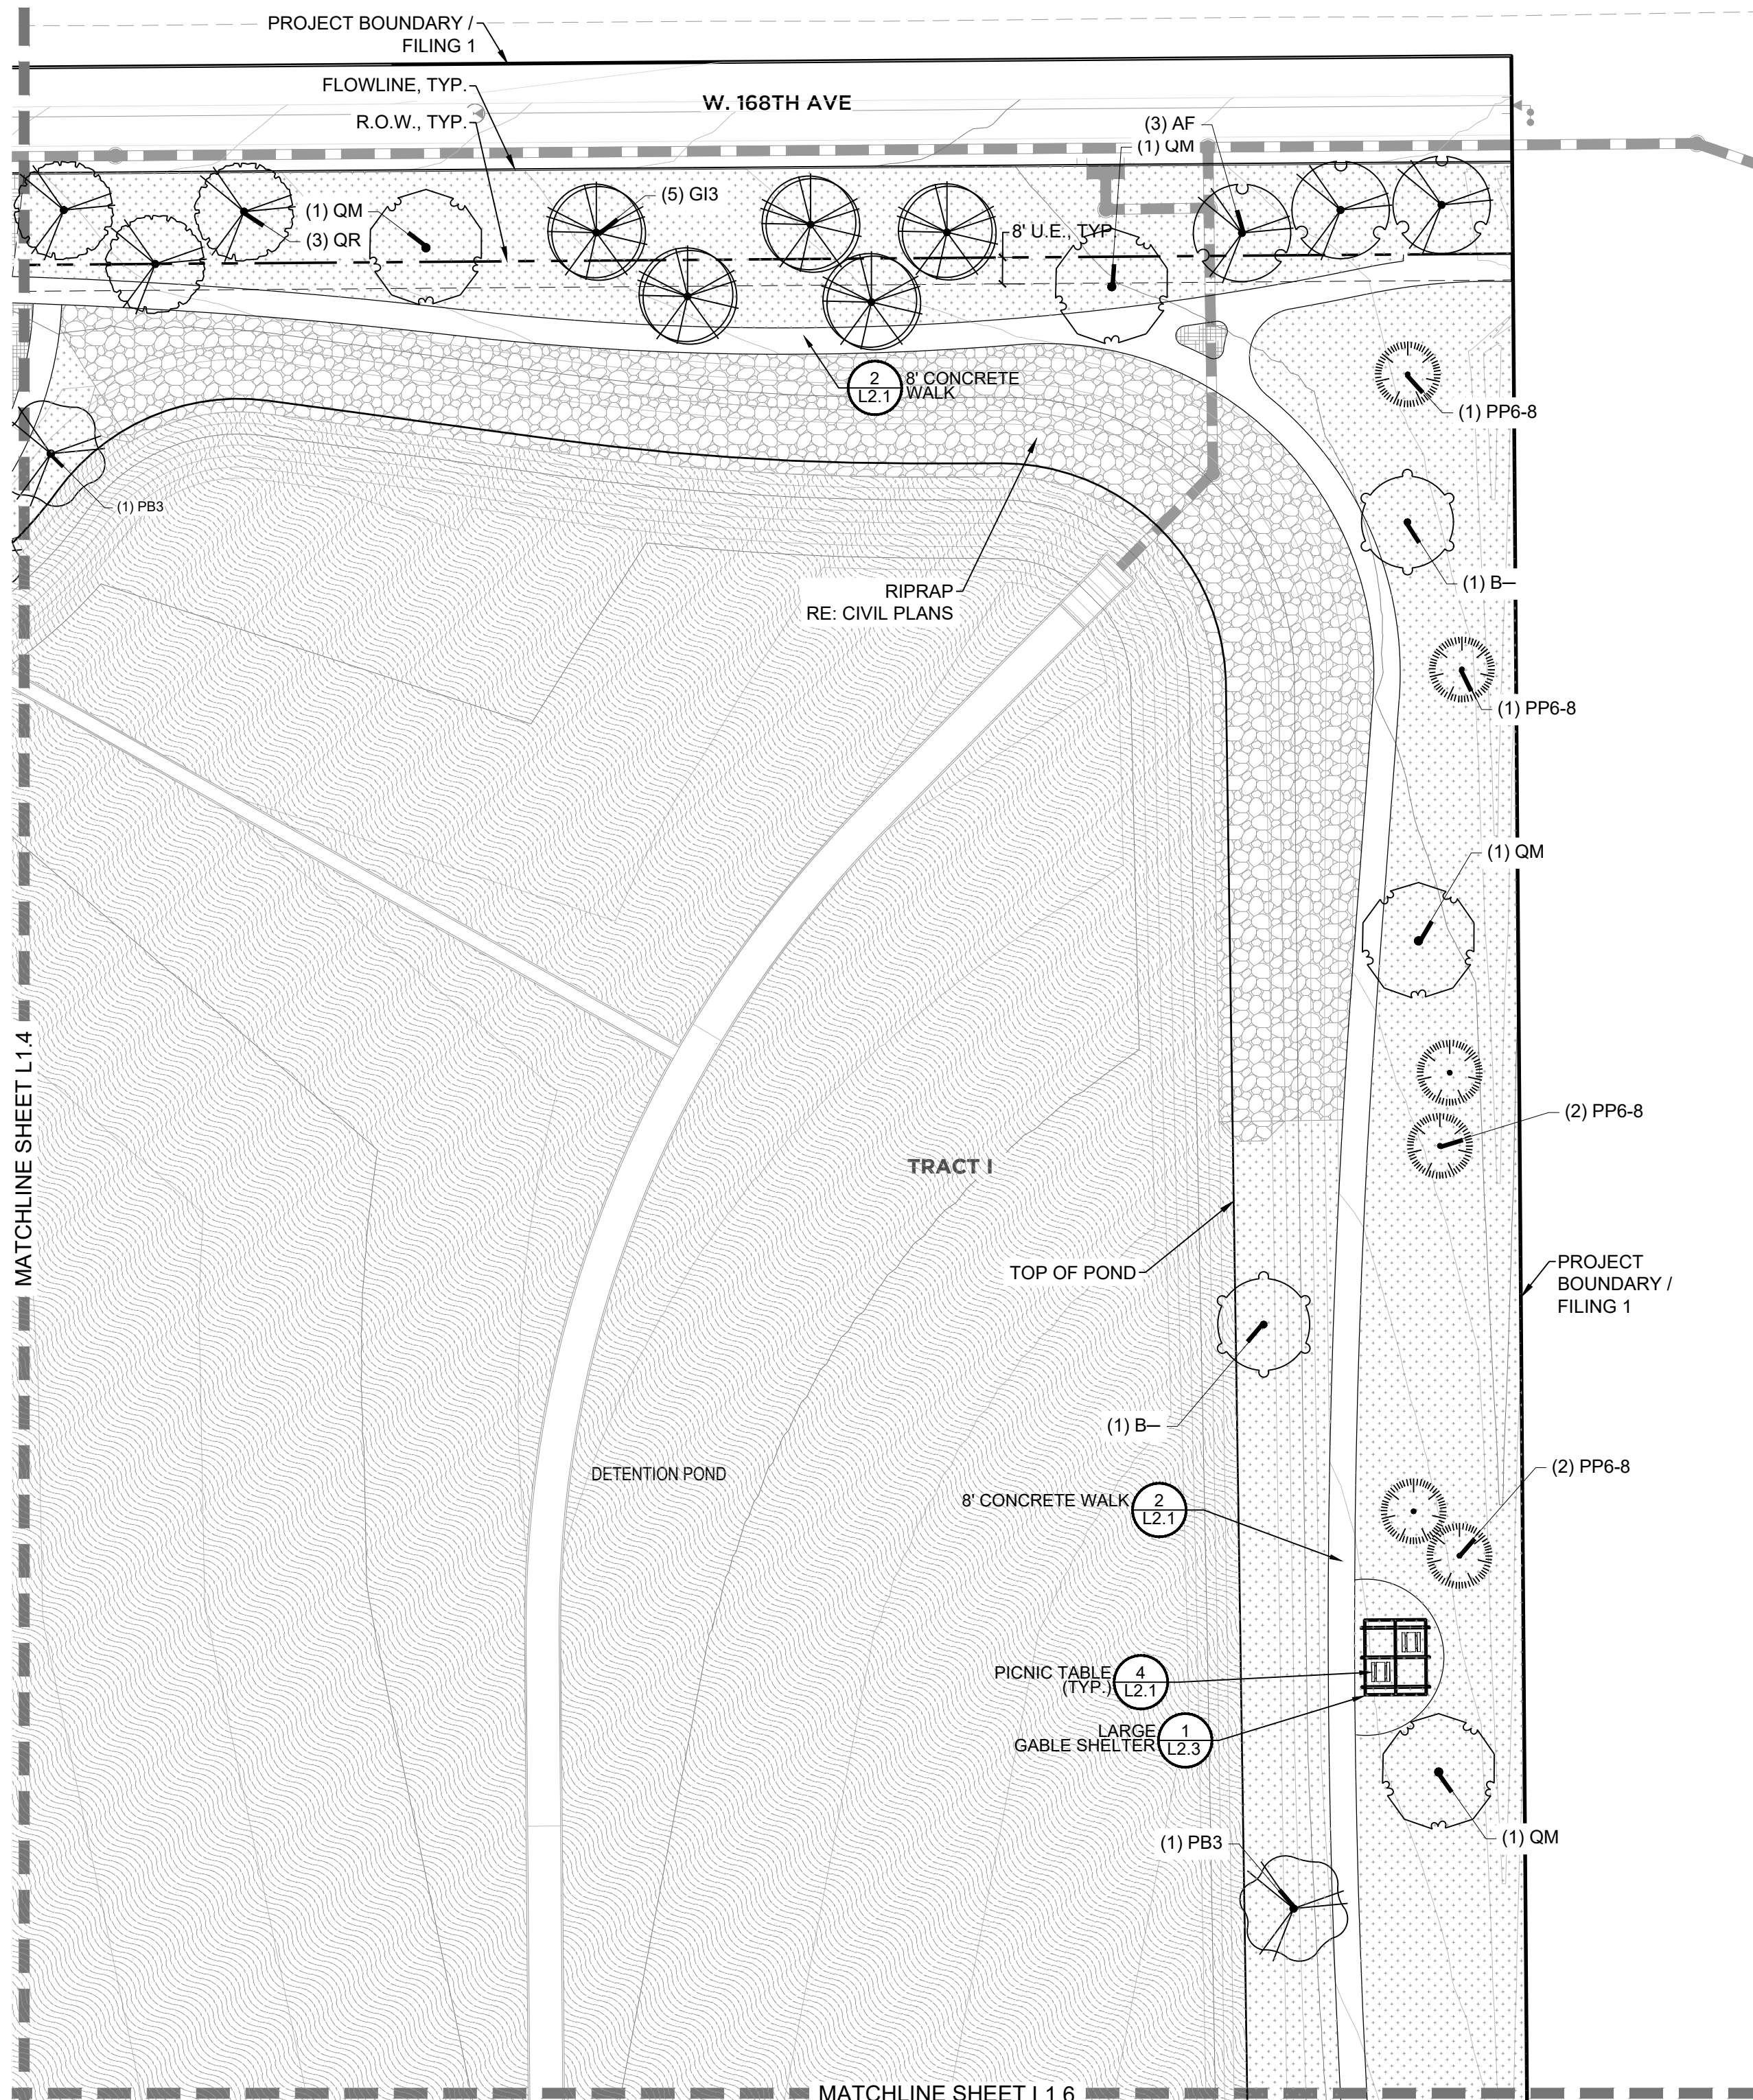 PROJECT BOUNDARY /
FILING 1
FLOWLINE, TYP.
W. 168TH AVE
R.O.W., TYP.
(3) AF
(1) QM
(5) GI3
(1) QM
(3) QR
8' U.E., TYP
2
L2.1
8' CONCRETE
WALK
(1) PP6-8
(1) PB3
(1) B—
RIPRAP
RE: CIVIL PLANS
(1) PP6-8
(1) QM
MATCHLINE SHEET L1.4
(2) PP6-8
TRACT I
TOP OF POND
PROJECT
BOUNDARY /
FILING 1
(1) B—
DETENTION POND
(2) PP6-8
8' CONCRETE WALK
2
L2.1
PICNIC TABLE
(TYP.)
4
L2.1
LARGE
GABLE SHELTER
1
L2.3
(1) PB3
(1) QM
MATCHLINE SHEET L1.6